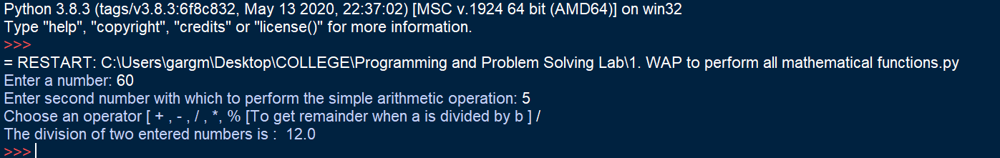 Python 3.8.3 (tags/v3.8.3:6f8c832, May 13 2020, 22:37:02) [MSC v.1924 64 bit (AMD64)] on win32
Type "help", "copyright", "credits" or "license()" for more information.
>>>
= RESTART: C:\Users\gargm\Desktop\COLLEGE\Programming and Problem Solving Lab\1. WAP to perform all mathematical functions.py
Enter a number: 60
Enter second number with which to perform the simple arithmetic operation: 5
Choose an operator [ + , - , / , *, % [To get remainder when a is divided by b ] /
The division of two entered numbers is :  12.0
>>>